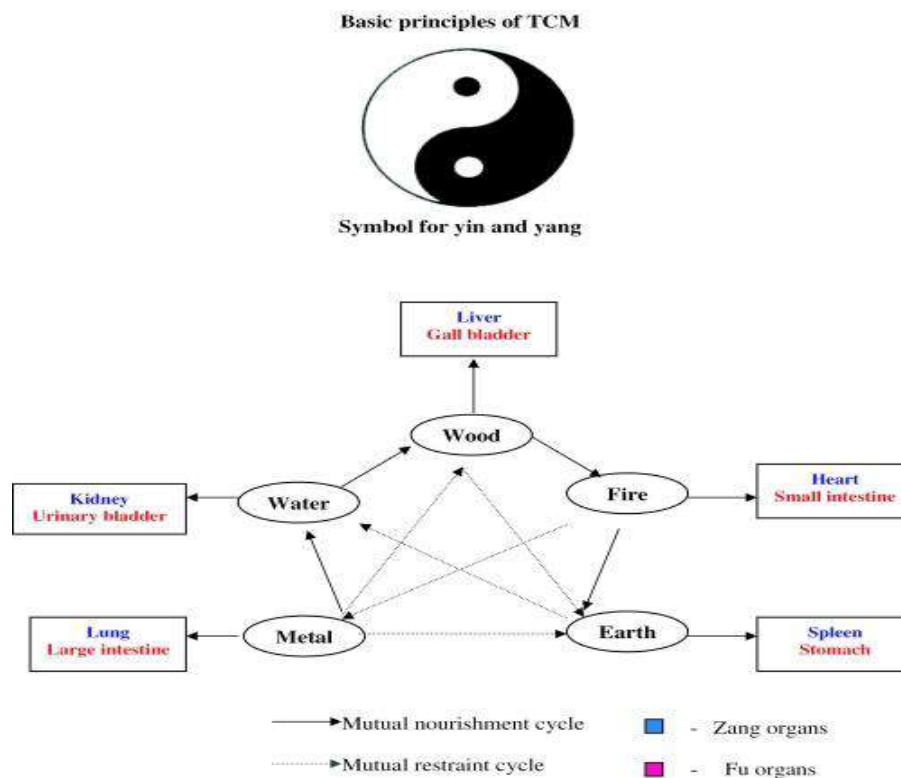 Basic principles of TCM
Symbol for yin and yang
Liver
Gall bladder
Wood
Kidney
Urinary bladder
Water
Fire
Heart
Small intestine
Lung
Large intestine
Metal
Earth
Spleen
Stomach
Mutual nourishment cycle
- Zang organs
Mutual restraint cycle
- Fu organs